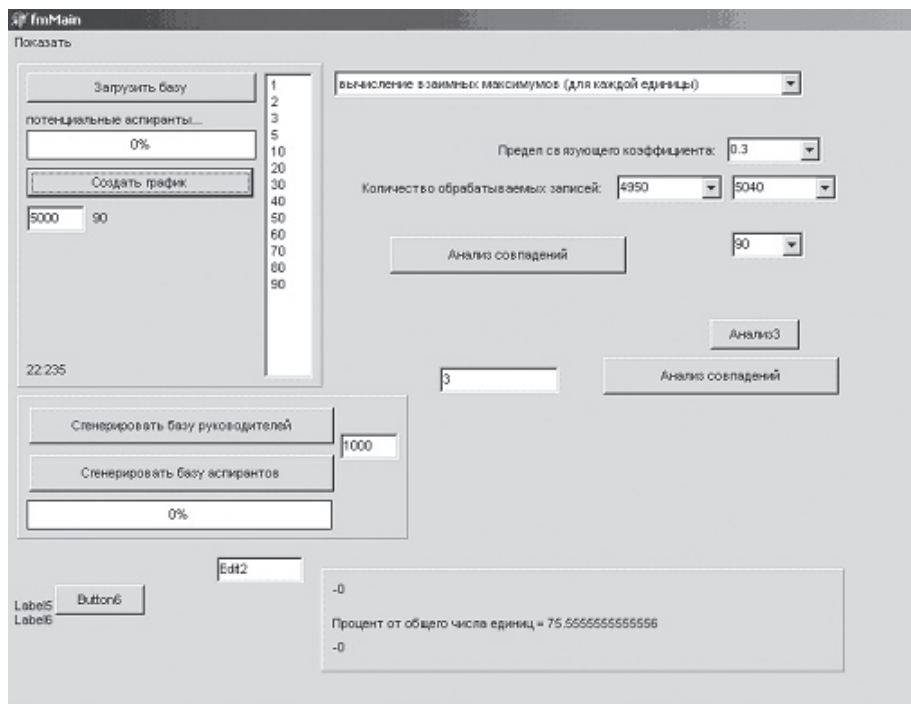 fmMain
Показать
Загрузить базу
потенциальные аспиранты...
0%
Создать график
5000 90
22:235
1
2
3
5
10
20
30
40
50
60
70
80
90
вычисление взаимных максимумов (для каждой единицы)
Предел связующего коэффициента: 0.3
Количество обрабатываемых записей: 4950 5040
Анализ совпадений
90
Анализ3
3
Анализ совпадений
Сгенерировать базу руководителей
1000
Сгенерировать базу аспирантов
0%
Edit2
Label5
Button6
Label6
-0
Процент от общего числа единиц = 75.5555555555556
-0